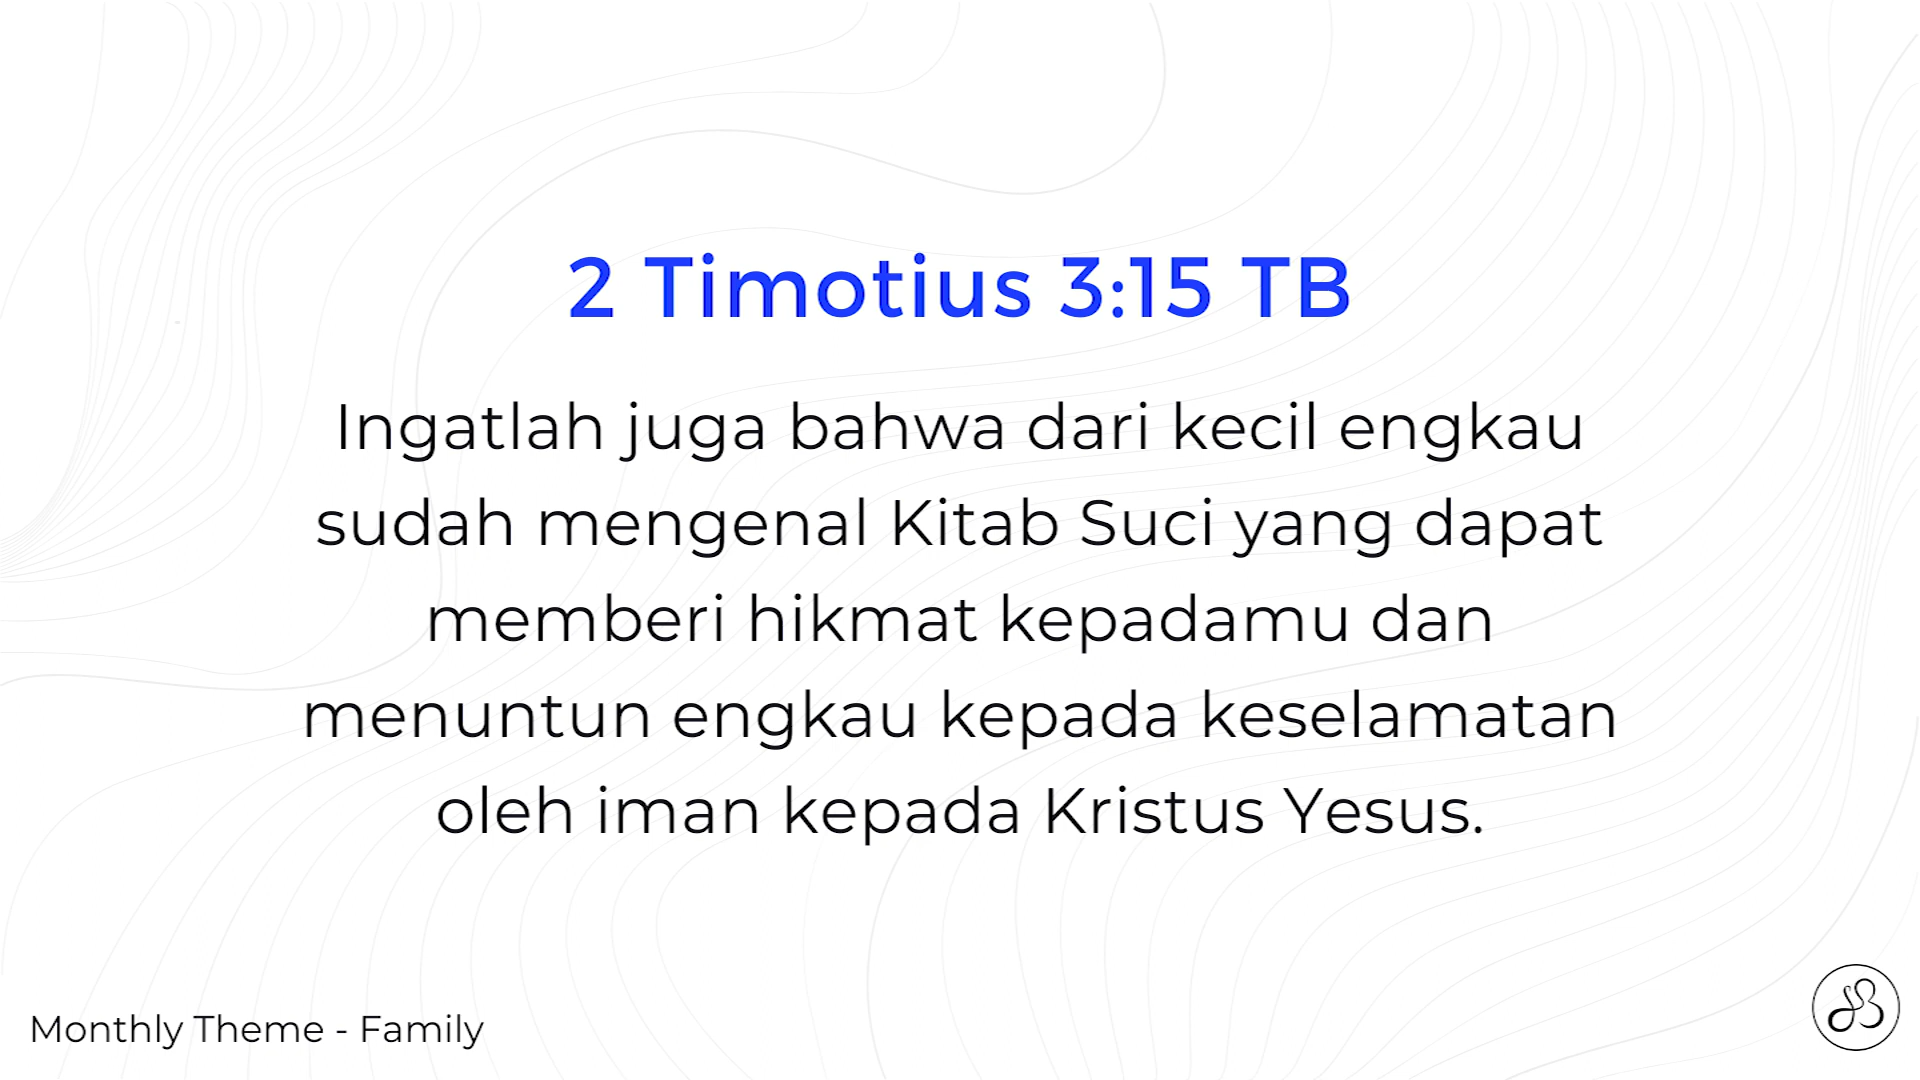 2 Timotius 3:15 TB
Ingatlah juga bahwa dari kecil engkau
sudah mengenal Kitab Suci yang dapat
memberi hikmat kepadamu dan
menuntun engkau kepada keselamatan
oleh iman kepada Kristus Yesus.
Monthly Theme - Family